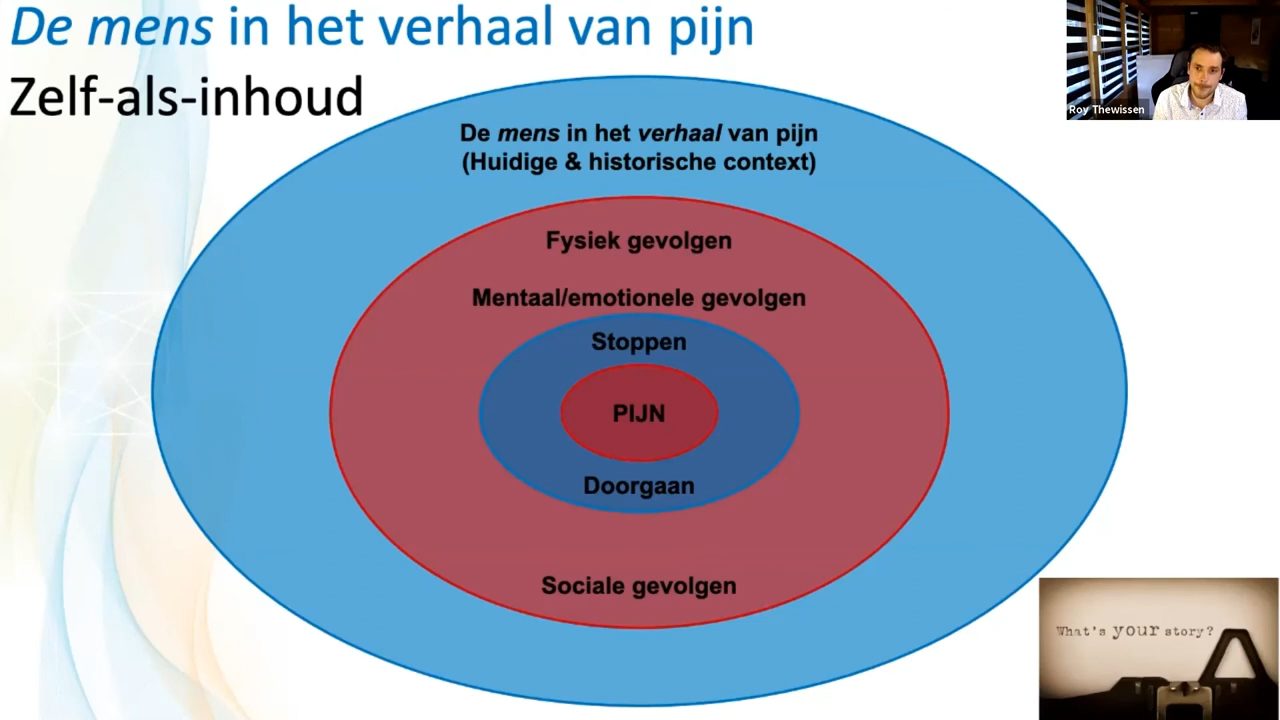 De mens in het verhaal van pijn
Zelf-als-inhoud
Roy Thewissen
De mens in het verhaal van pijn
(Huidige & historische context)
Fysiek gevolgen
Mentaal/emotionele gevolgen
Stoppen
PIJN
Doorgaan
Sociale gevolgen
What's your story?